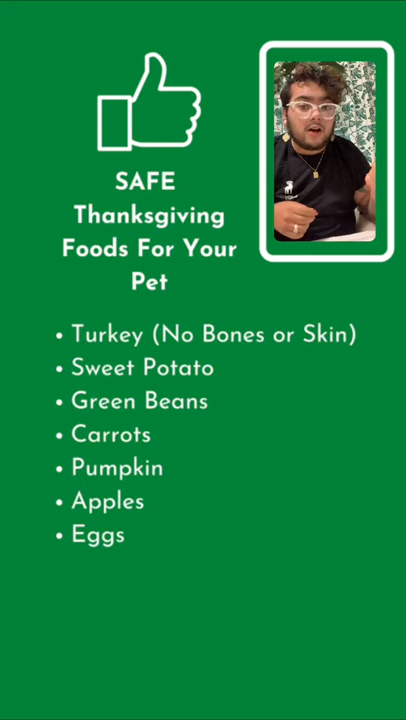 SAFE
Thanksgiving
Foods For Your
Pet
• Turkey (No Bones or Skin)
• Sweet Potato
• Green Beans
• Carrots
• Pumpkin
• Apples
• Eggs